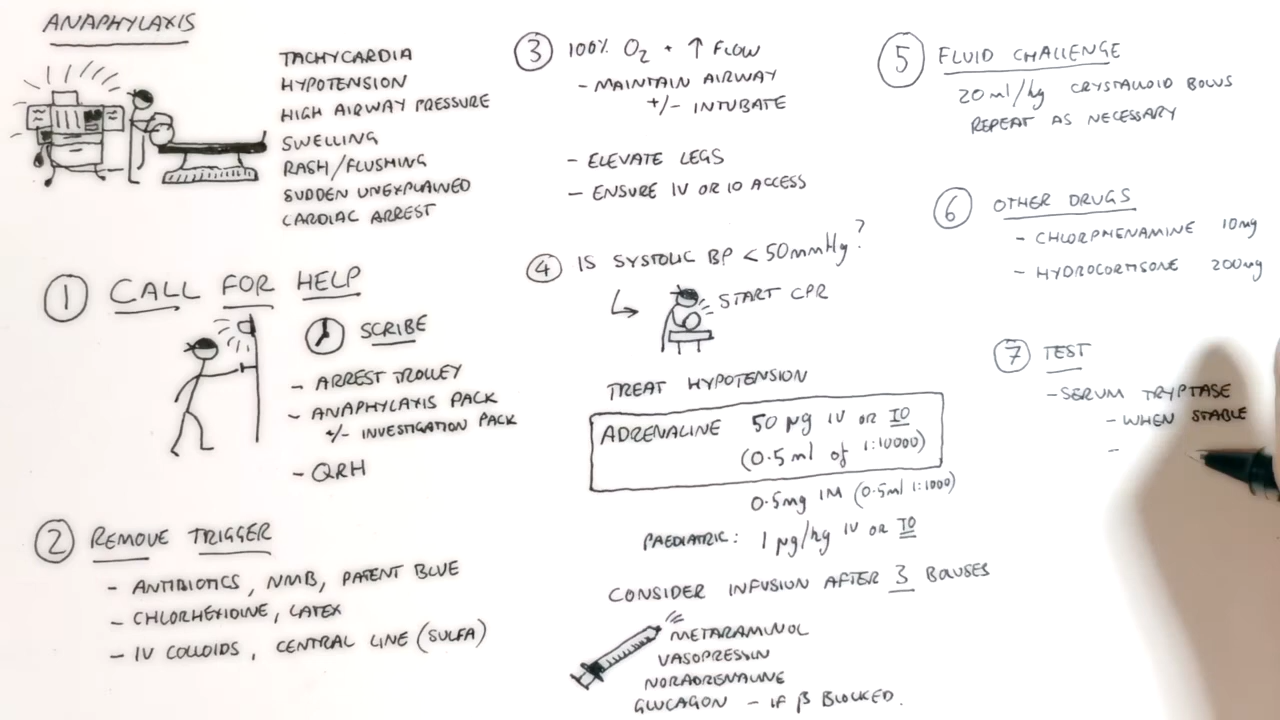 ANAPHYLAXIS
TACHYCARDIA
HYPOTENSION
HIGH AIRWAY PRESSURE
SWELLING
RASH/FLUSHING
SUDDEN UNEXPLAINED
CARDIAC ARREST
① CALL FOR HELP
SCRIBE
- ARREST TROLLEY
- ANAPHYLAXIS PACK
+/- INVESTIGATION PACK
- QRH
② REMOVE TRIGGER
- ANTIBIOTICS, NMB, PATENT BLUE
- CHLORHEXIDINE, LATEX
- IV COLLOIDS, CENTRAL LINE (SULFA)
③ 100% O2 + ↑ FLOW
- MAINTAIN AIRWAY
+/- INTUBATE
- ELEVATE LEGS
- ENSURE IV OR IO ACCESS
④ IS SYSTOLIC BP < 50mmHg?
START CPR
TREAT HYPOTENSION
ADRENALINE 50 μg IV OR IO
(0.5ml of 1:10000)
0.5mg IM (0.5ml 1:1000)
PAEDIATRIC: 1 μg/kg IV OR IO
CONSIDER INFUSION AFTER 3 BOLUSES
METARAMINOL
VASOPRESSIN
NORADRENALINE
GLUCAGON - IF β BLOCKED.
⑤ FLUID CHALLENGE
20ml/kg CRYSTALLOID BOLUS
REPEAT AS NECESSARY
⑥ OTHER DRUGS
- CHLORPHENAMINE 10mg
- HYDROCORTISONE 200mg
⑦ TEST
- SERUM TRYPTASE
- WHEN STABLE
-